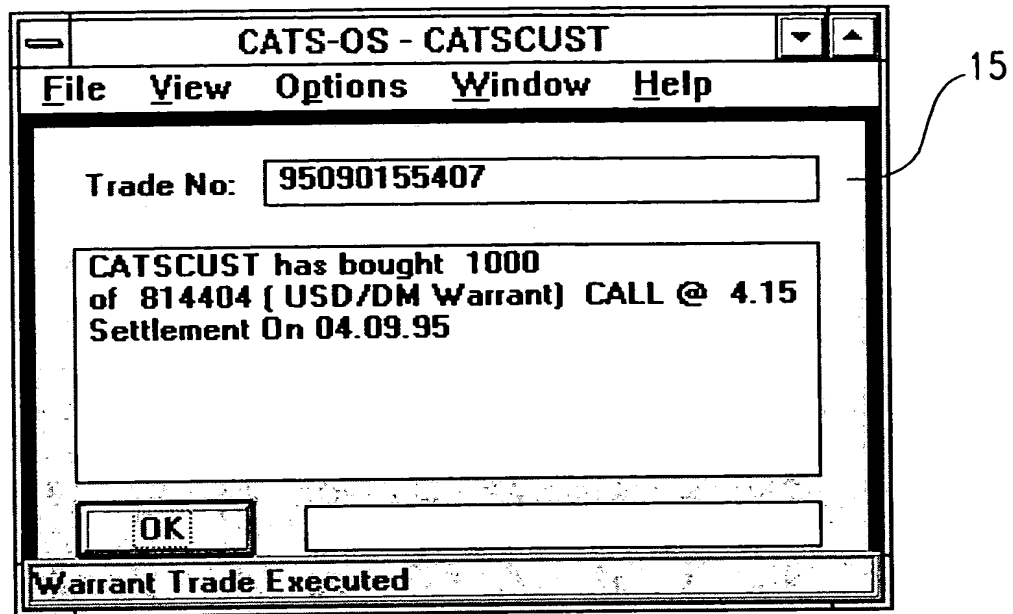 CATS-OS - CATSCUST
File View Options Window Help
15
Trade No: 95090155407
CATSCUST has bought 1000
of 814404 ( USD/DM Warrant) CALL @ 4.15
Settlement On 04.09.95
OK
Warrant Trade Executed